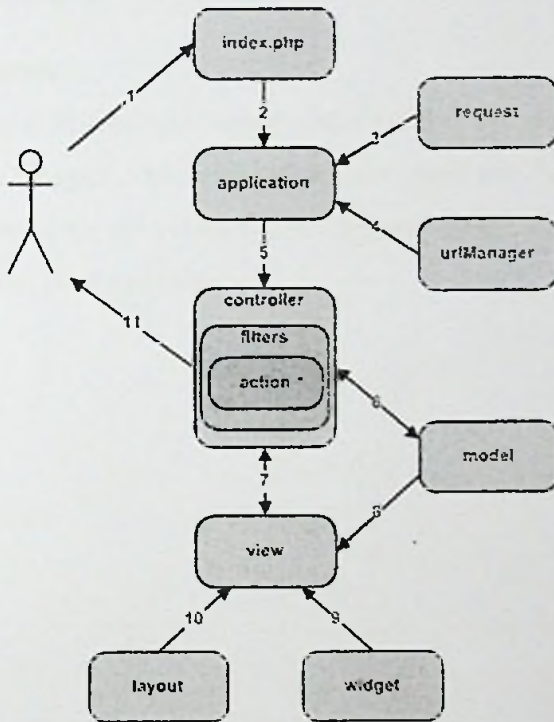 index.php
1
2
request
3
application
4
urlManager
5
controller
filters
11
action
6
model
7
8
view
10
9
layout
widget